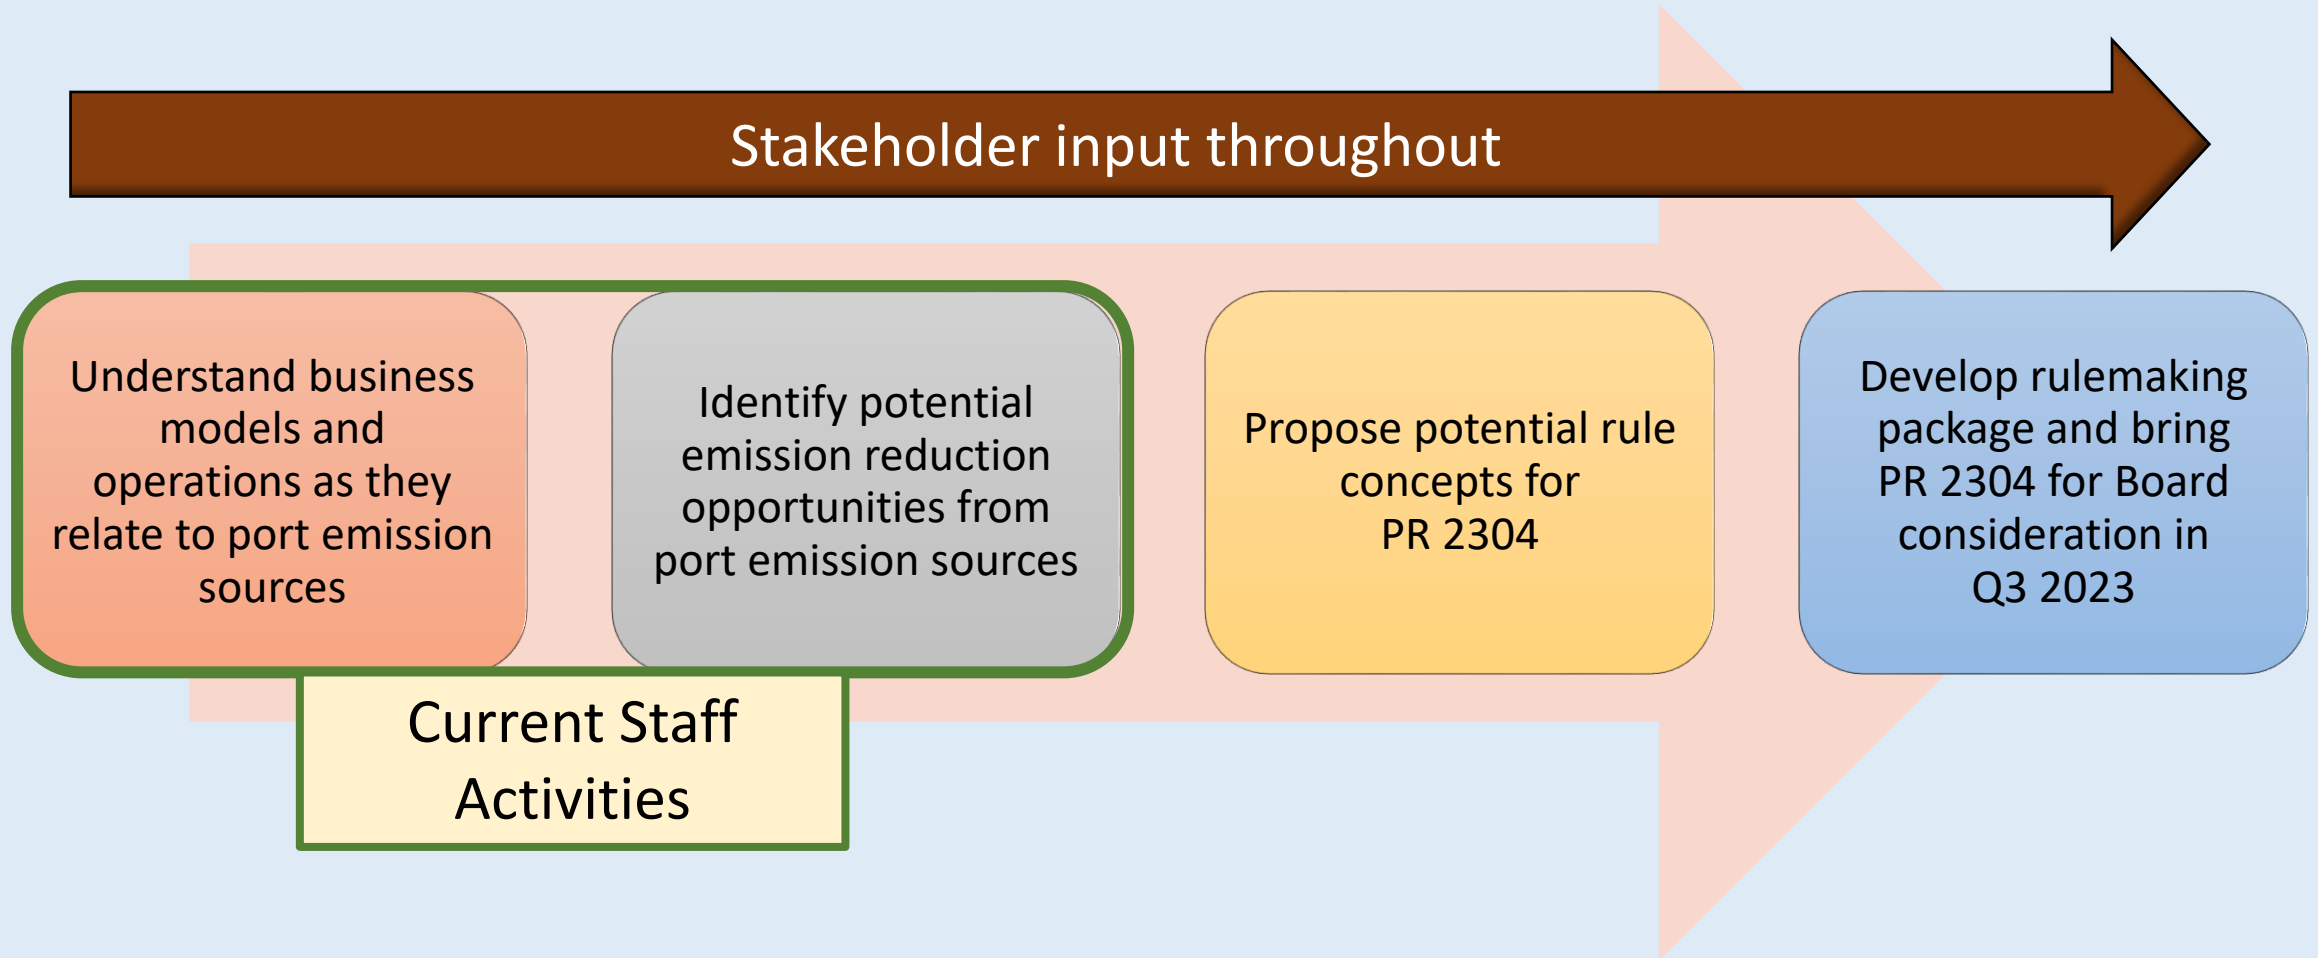 Stakeholder input throughout
Understand business
models and
operations as they
relate to port emission
sources
Identify potential
emission reduction
opportunities from
port emission sources
Propose potential rule
concepts for
PR 2304
Develop rulemaking
package and bring
PR 2304 for Board
consideration in
Q3 2023
Current Staff
Activities